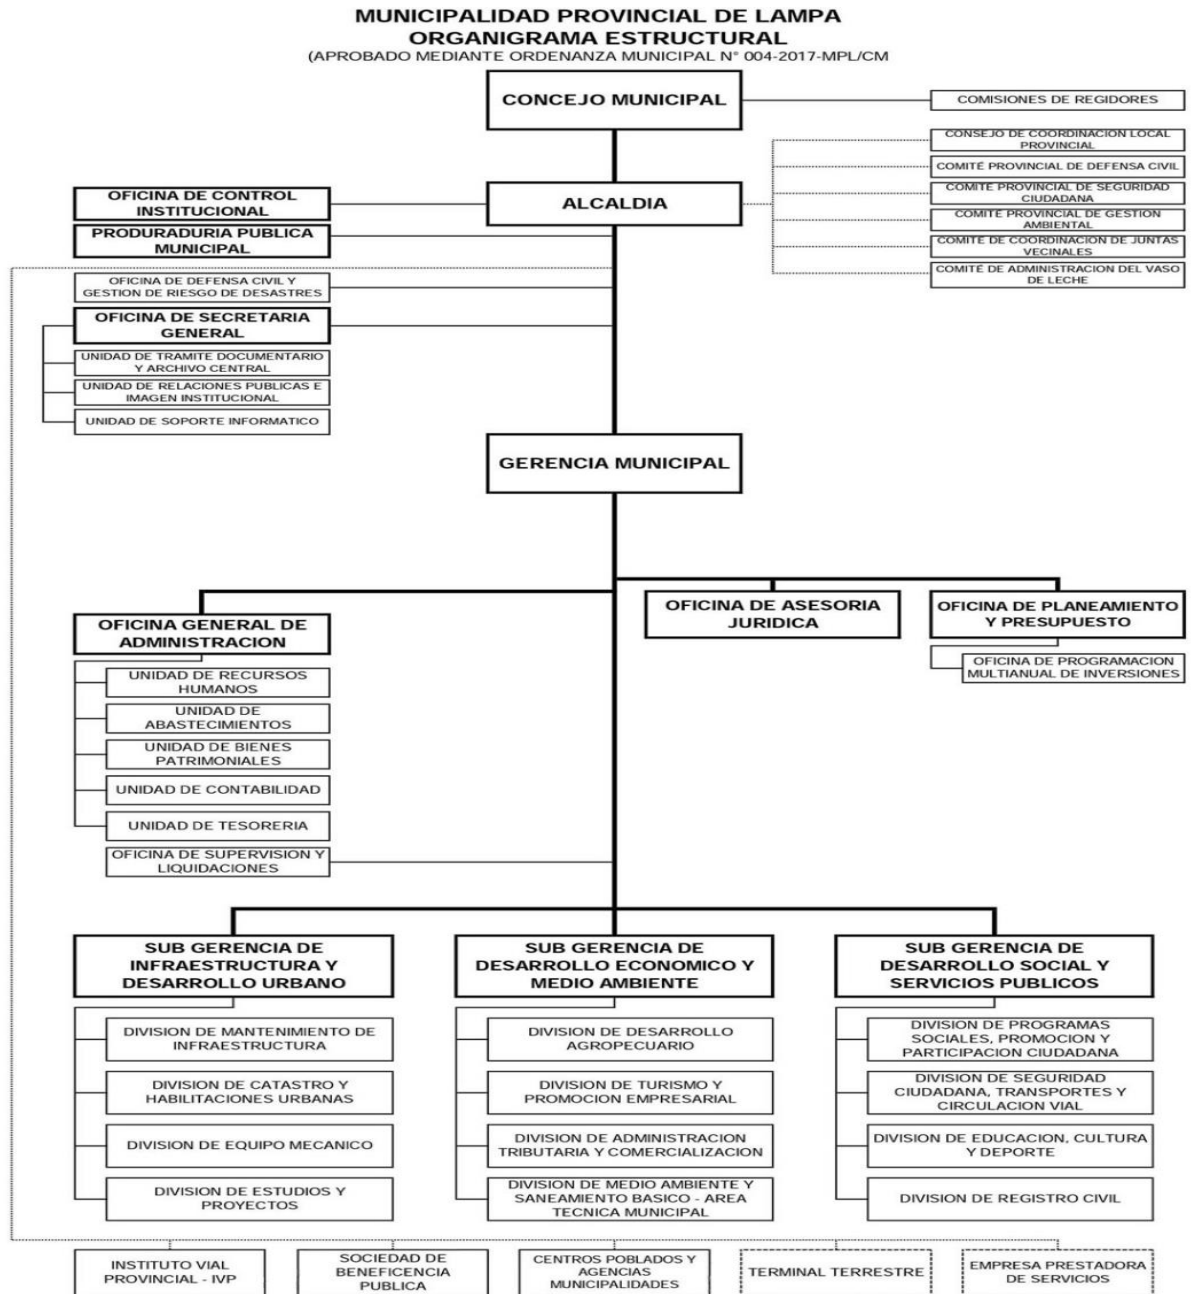 MUNICIPALIDAD PROVINCIAL DE LAMPA
ORGANIGRAMA ESTRUCTURAL
(APROBADO MEDIANTE ORDENANZA MUNICIPAL N° 004-2017-MPL/CM
CONCEJO MUNICIPAL
COMISIONES DE REGIDORES
CONSEJO DE COORDINACION LOCAL
PROVINCIAL
COMITÉ PROVINCIAL DE DEFENSA CIVIL
COMITE PROVINCIAL DE SEGURIDAD
CIUDADANA
COMITE PROVINCIAL DE GESTION
AMBIENTAL
COMITE DE COORDINACION DE JUNTAS
VECINALES
COMITÉ DE ADMINISTRACION DEL VASO
DE LECHE
ALCALDIA
OFICINA DE CONTROL
INSTITUCIONAL
PRODURADURIA PUBLICA
MUNICIPAL
OFICINA DE DEFENSA CIVIL Y
GESTION DE RIESGO DE DESASTRES
OFICINA DE SECRETARIA
GENERAL
UNIDAD DE TRAMITE DOCUMENTARIO
Y ARCHIVO CENTRAL
UNIDAD DE RELACIONES PUBLICAS E
IMAGEN INSTITUCIONAL
UNIDAD DE SOPORTE INFORMATICO
GERENCIA MUNICIPAL
OFICINA GENERAL DE
ADMINISTRACION
OFICINA DE ASESORIA
JURIDICA
OFICINA DE PLANEAMIENTO
Y PRESUPUESTO
OFICINA DE PROGRAMACION
MULTIANUAL DE INVERSIONES
UNIDAD DE RECURSOS
HUMANOS
UNIDAD DE
ABASTECIMIENTOS
UNIDAD DE BIENES
PATRIMONIALES
UNIDAD DE CONTABILIDAD
UNIDAD DE TESORERIA
OFICINA DE SUPERVISION Y
LIQUIDACIONES
SUB GERENCIA DE
INFRAESTRUCTURA Y
DESARROLLO URBANO
DIVISION DE MANTENIMIENTO DE
INFRAESTRUCTURA
DIVISION DE CATASTRO Y
HABILITACIONES URBANAS
DIVISION DE EQUIPO MECANICO
DIVISION DE ESTUDIOS Y
PROYECTOS
SUB GERENCIA DE
DESARROLLO ECONOMICO Y
MEDIO AMBIENTE
DIVISION DE DESARROLLO
AGROPECUARIO
DIVISION DE TURISMO Y
PROMOCION EMPRESARIAL
DIVISION DE ADMINISTRACION
TRIBUTARIA Y COMERCIALIZACION
DIVISION DE MEDIO AMBIENTE Y
SANEAMIENTO BASICO - AREA
TECNICA MUNICIPAL
SUB GERENCIA DE
DESARROLLO SOCIAL Y
SERVICIOS PUBLICOS
DIVISION DE PROGRAMAS
SOCIALES, PROMOCION Y
PARTICIPACION CIUDADANA
DIVISION DE SEGURIDAD
CIUDADANA, TRANSPORTES Y
CIRCULACION VIAL
DIVISION DE EDUCACION, CULTURA
Y DEPORTE
DIVISION DE REGISTRO CIVIL
INSTITUTO VIAL
PROVINCIAL - IVP
SOCIEDAD DE
BENEFICENCIA
PUBLICA
CENTROS POBLADOS Y
AGENCIAS
MUNICIPALIDADES
TERMINAL TERRESTRE
EMPRESA PRESTADORA
DE SERVICIOS